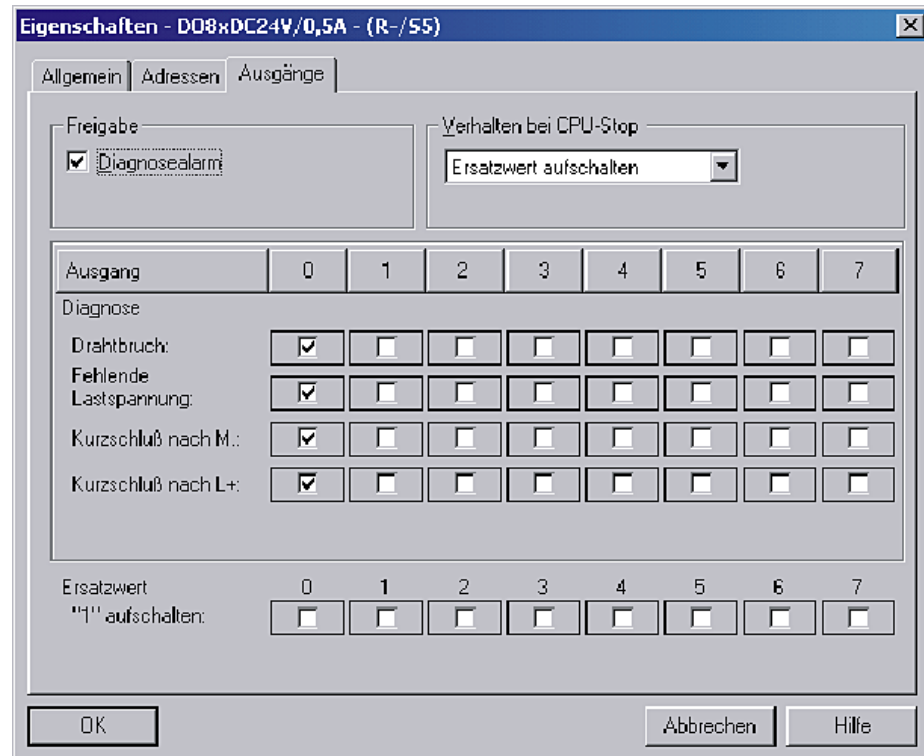 Eigenschaften - DO8xDC24V/0,5A - (R-/S5)
Allgemein Adressen Ausgänge
Freigabe
Diagnosealarm
Verhalten bei CPU-Stop
Ersatzwert aufschalten
Ausgang 0 1 2 3 4 5 6 7
Diagnose
Drahtbruch:
Fehlende
Lastspannung:
Kurzschluß nach M.:
Kurzschluß nach L+:
Ersatzwert 0 1 2 3 4 5 6 7
"1" aufschalten:
OK Abbrechen Hilfe